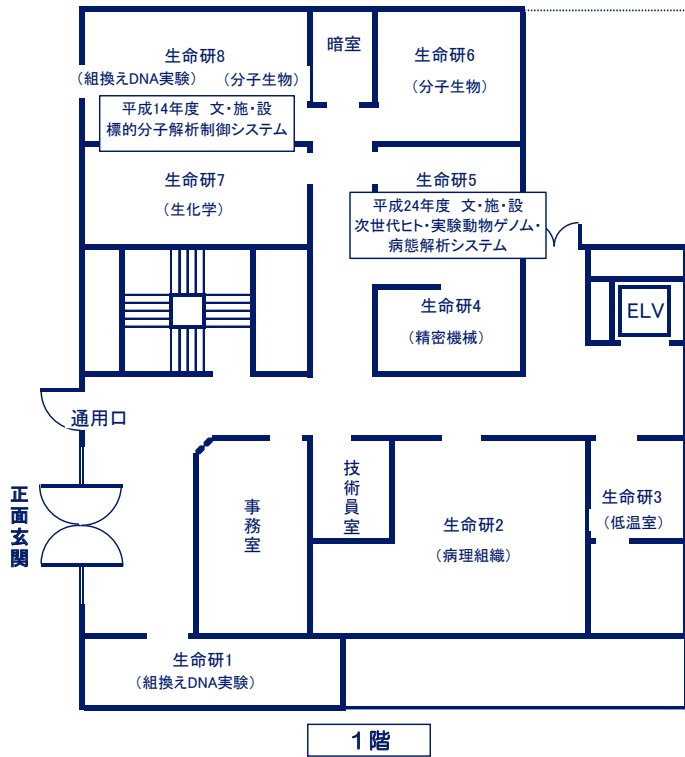 暗室
生命研8
(組換えDNA実験) (分子生物)
生命研6
(分子生物)
平成14年度 文・施・設
標的分子解析制御システム
生命研7
(生化学)
生命研5
平成24年度 文・施・設
次世代ヒト・実験動物ゲノム・
病態解析システム
生命研4
(精密機械)
ELV
通用口
正面玄関
事務室
技術員室
生命研2
(病理組織)
生命研3
(低温室)
生命研1
(組換えDNA実験)
1階